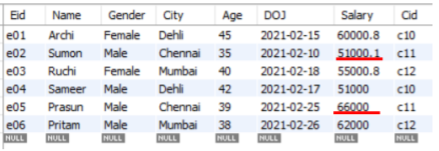 Eid Name Gender City Age DOJ Salary Cid
e01 Archi Female Dehli 45 2021-02-15 60000.8 c10
e02 Sumon Male Chennai 35 2021-02-10 51000.1 c11
e03 Ruchi Female Mumbai 40 2021-02-18 55000.8 c12
e04 Sameer Male Dehli 42 2021-02-17 51000 c10
e05 Prasun Male Chennai 39 2021-02-25 66000 c11
e06 Pritam Male Mumbai 38 2021-02-26 62000 c12
NULL NULL NULL NULL NULL NULL NULL NULL